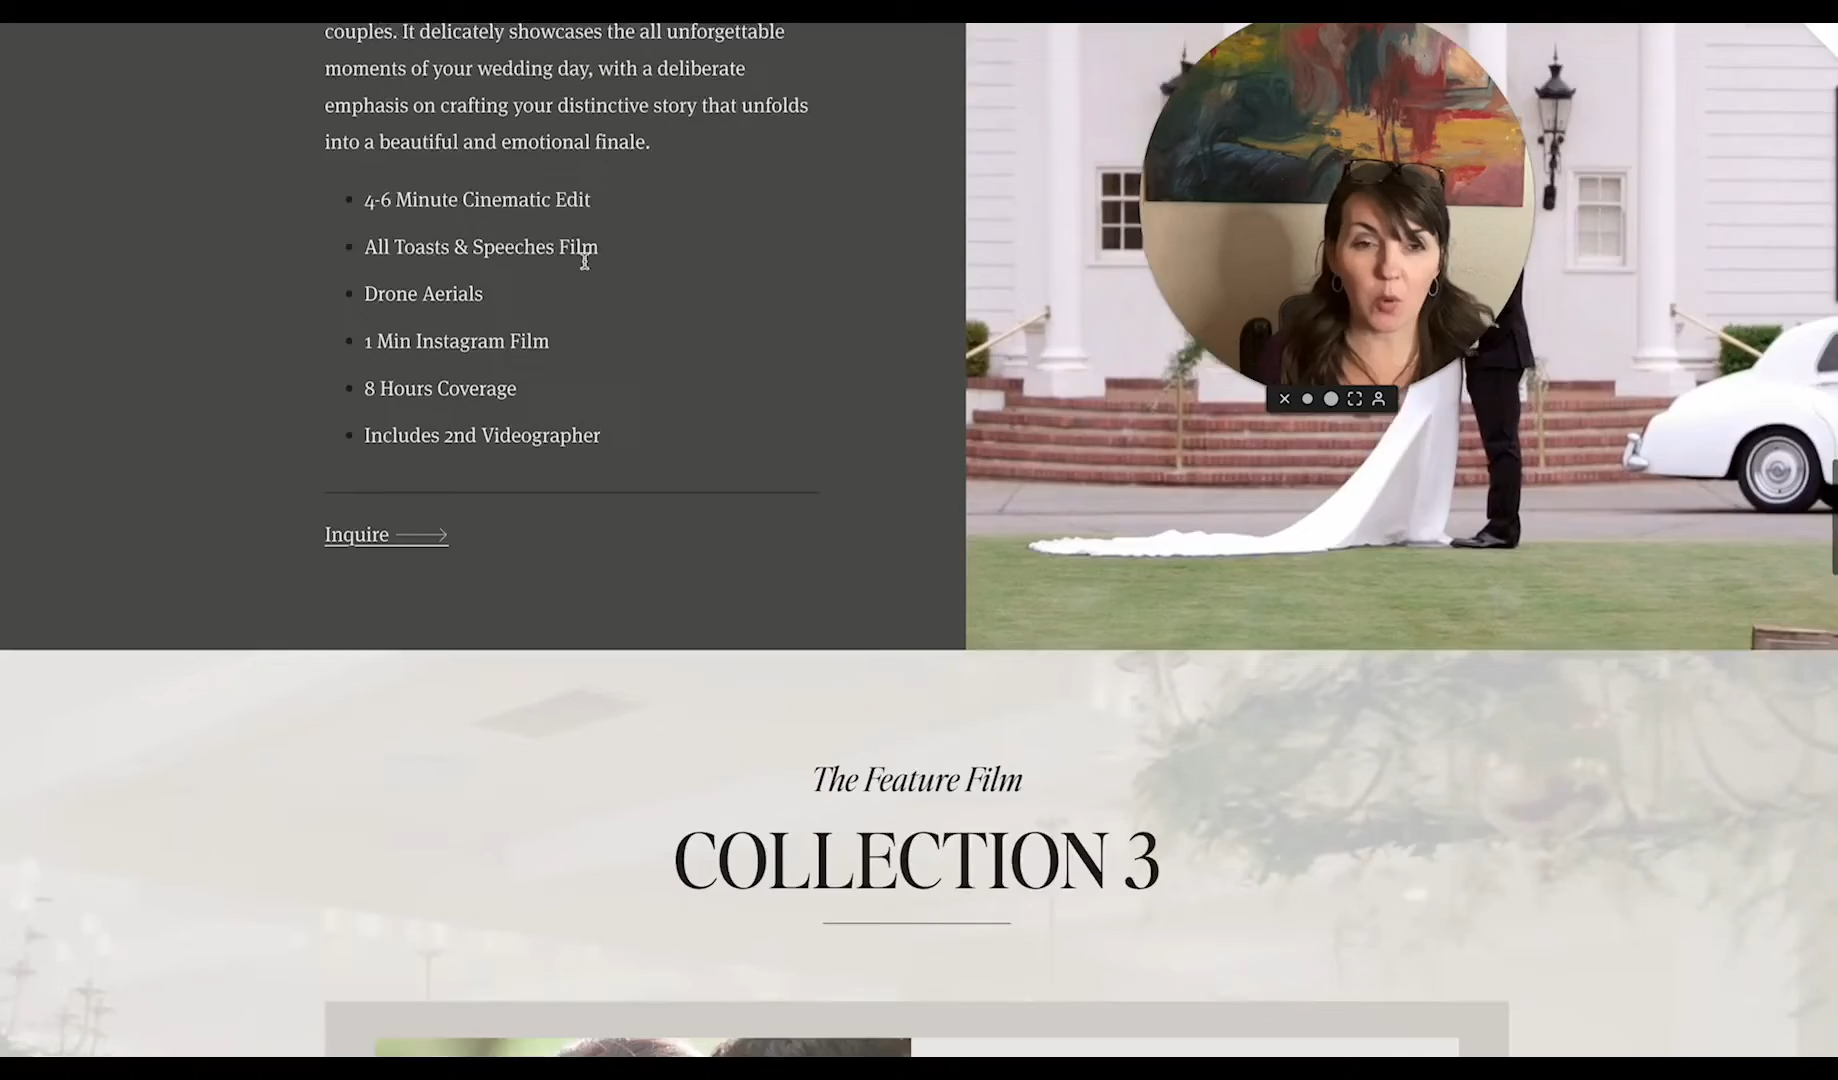 couples. It delicately showcases the all unforgettable
moments of your wedding day, with a deliberate
emphasis on crafting your distinctive story that unfolds
into a beautiful and emotional finale.
4-6 Minute Cinematic Edit
All Toasts & Speeches Film
Drone Aerials
1 Min Instagram Film
8 Hours Coverage
Includes 2nd Videographer
Inquire
The Feature Film
COLLECTION 3